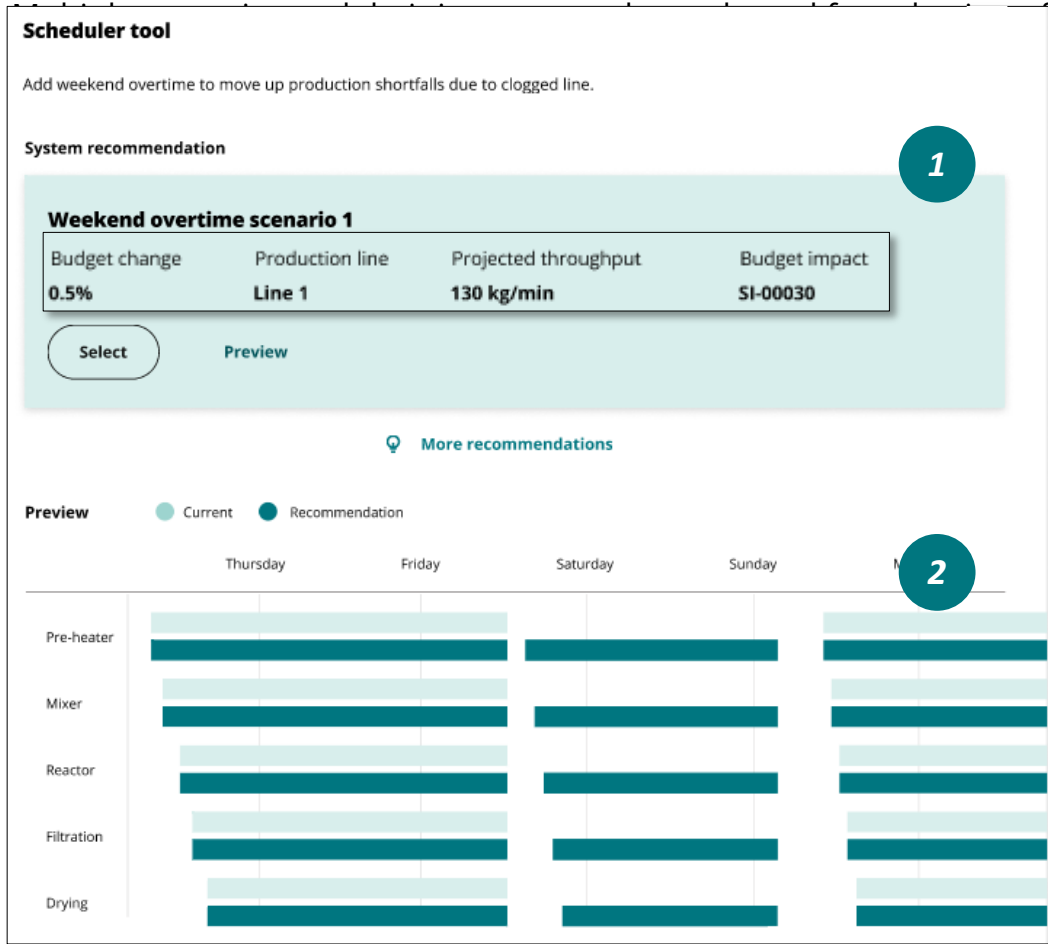 Scheduler tool
Add weekend overtime to move up production shortfalls due to clogged line.
System recommendation
1
Weekend overtime scenario 1
Budget change Production line Projected throughput Budget impact
0.5% Line 1 130 kg/min SI-00030
Select Preview
More recommendations
Preview Current Recommendation
Thursday Friday Saturday Sunday
2
Pre-heater
Mixer
Reactor
Filtration
Drying